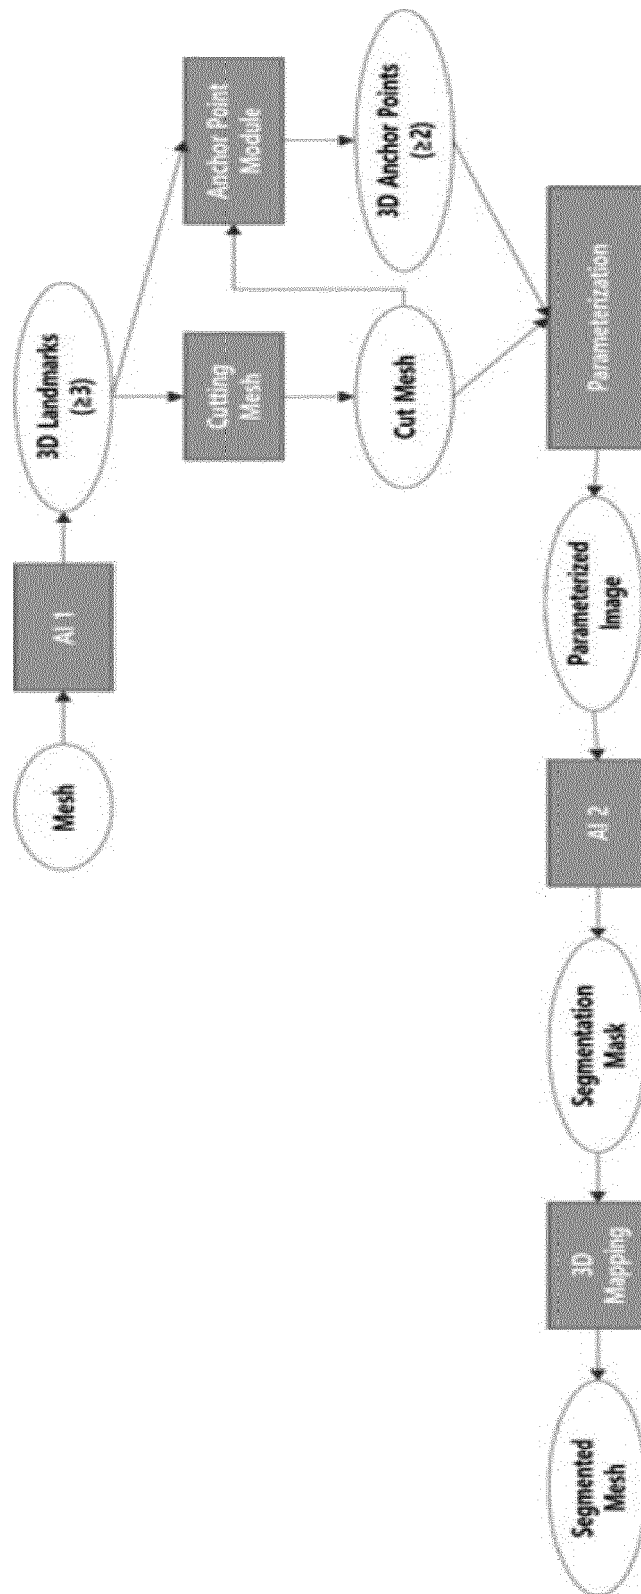 Mesh
AI 1
3D Landmarks
(≥3)
Cutting
Mesh
Anchor Point
Module
Cut Mesh
3D Anchor Points
(≥2)
Parameterization
Parameterized
Image
AI 2
Segmentation
Mask
3D
Mapping
Segmented
Mesh